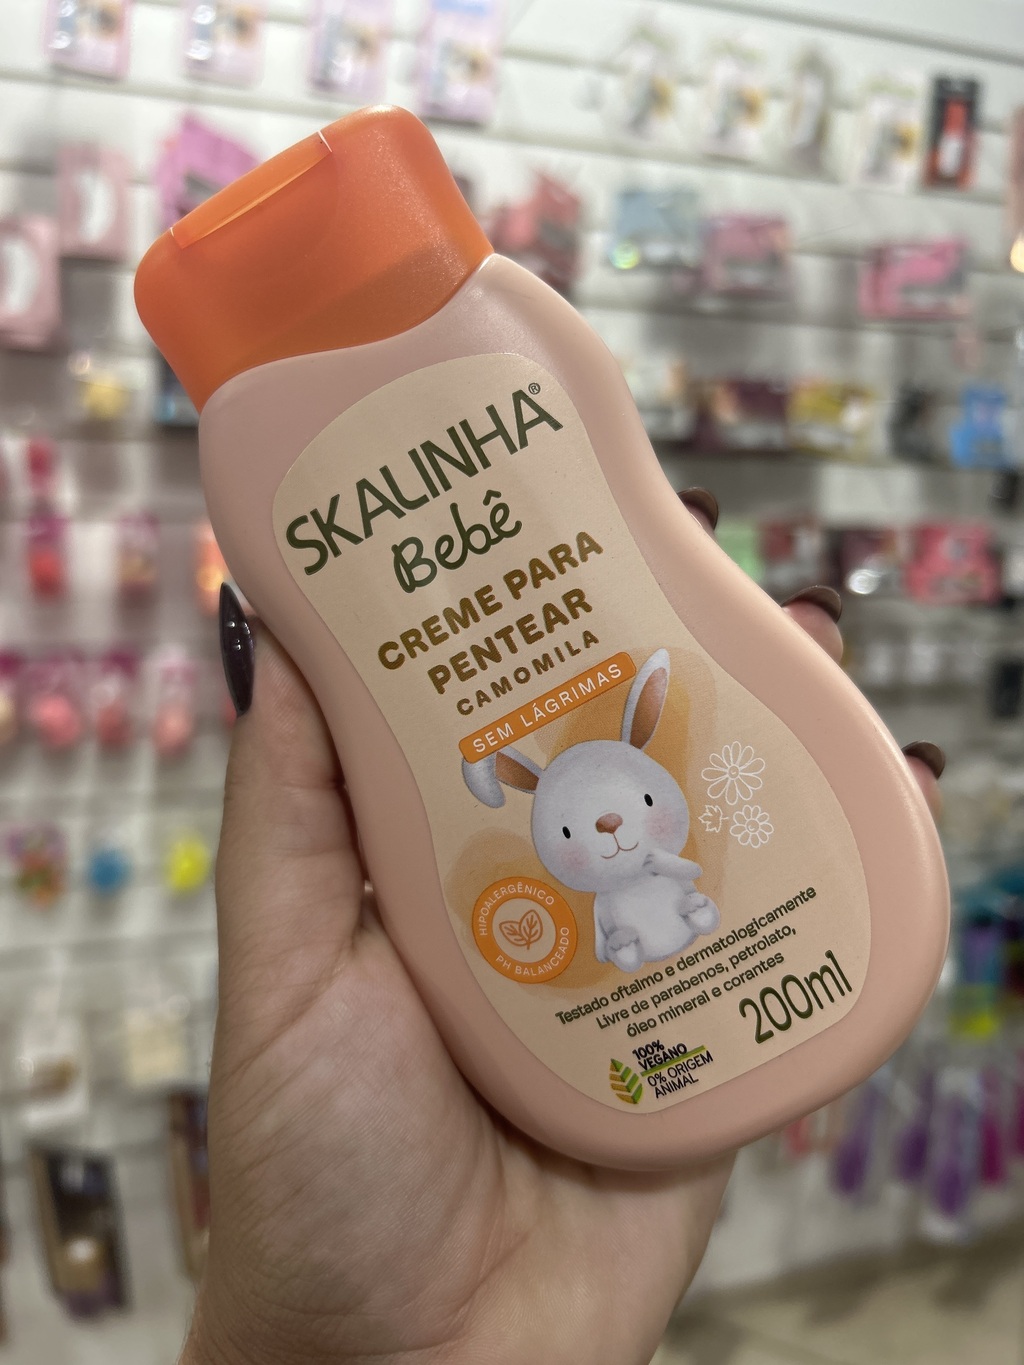 SKALINHA®
Bebê
CREME PARA
PENTEAR
CAMOMILA
SEM LÁGRIMAS
HIPOALERGÊNICO
PH BALANCEADO
Testado oftalmo e dermatologicamente
Livre de parabenos, petrolato,
óleo mineral e corantes
200ml
100%
VEGANO
0% ORIGEM
ANIMAL